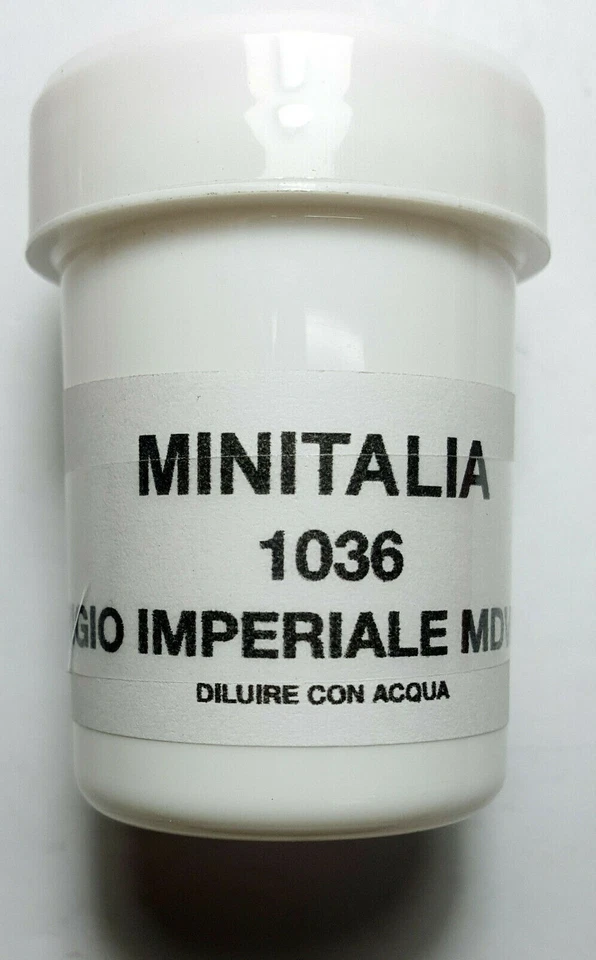 MINITALIA
1036
IMPERIALE
DILUIRE CON ACQUA